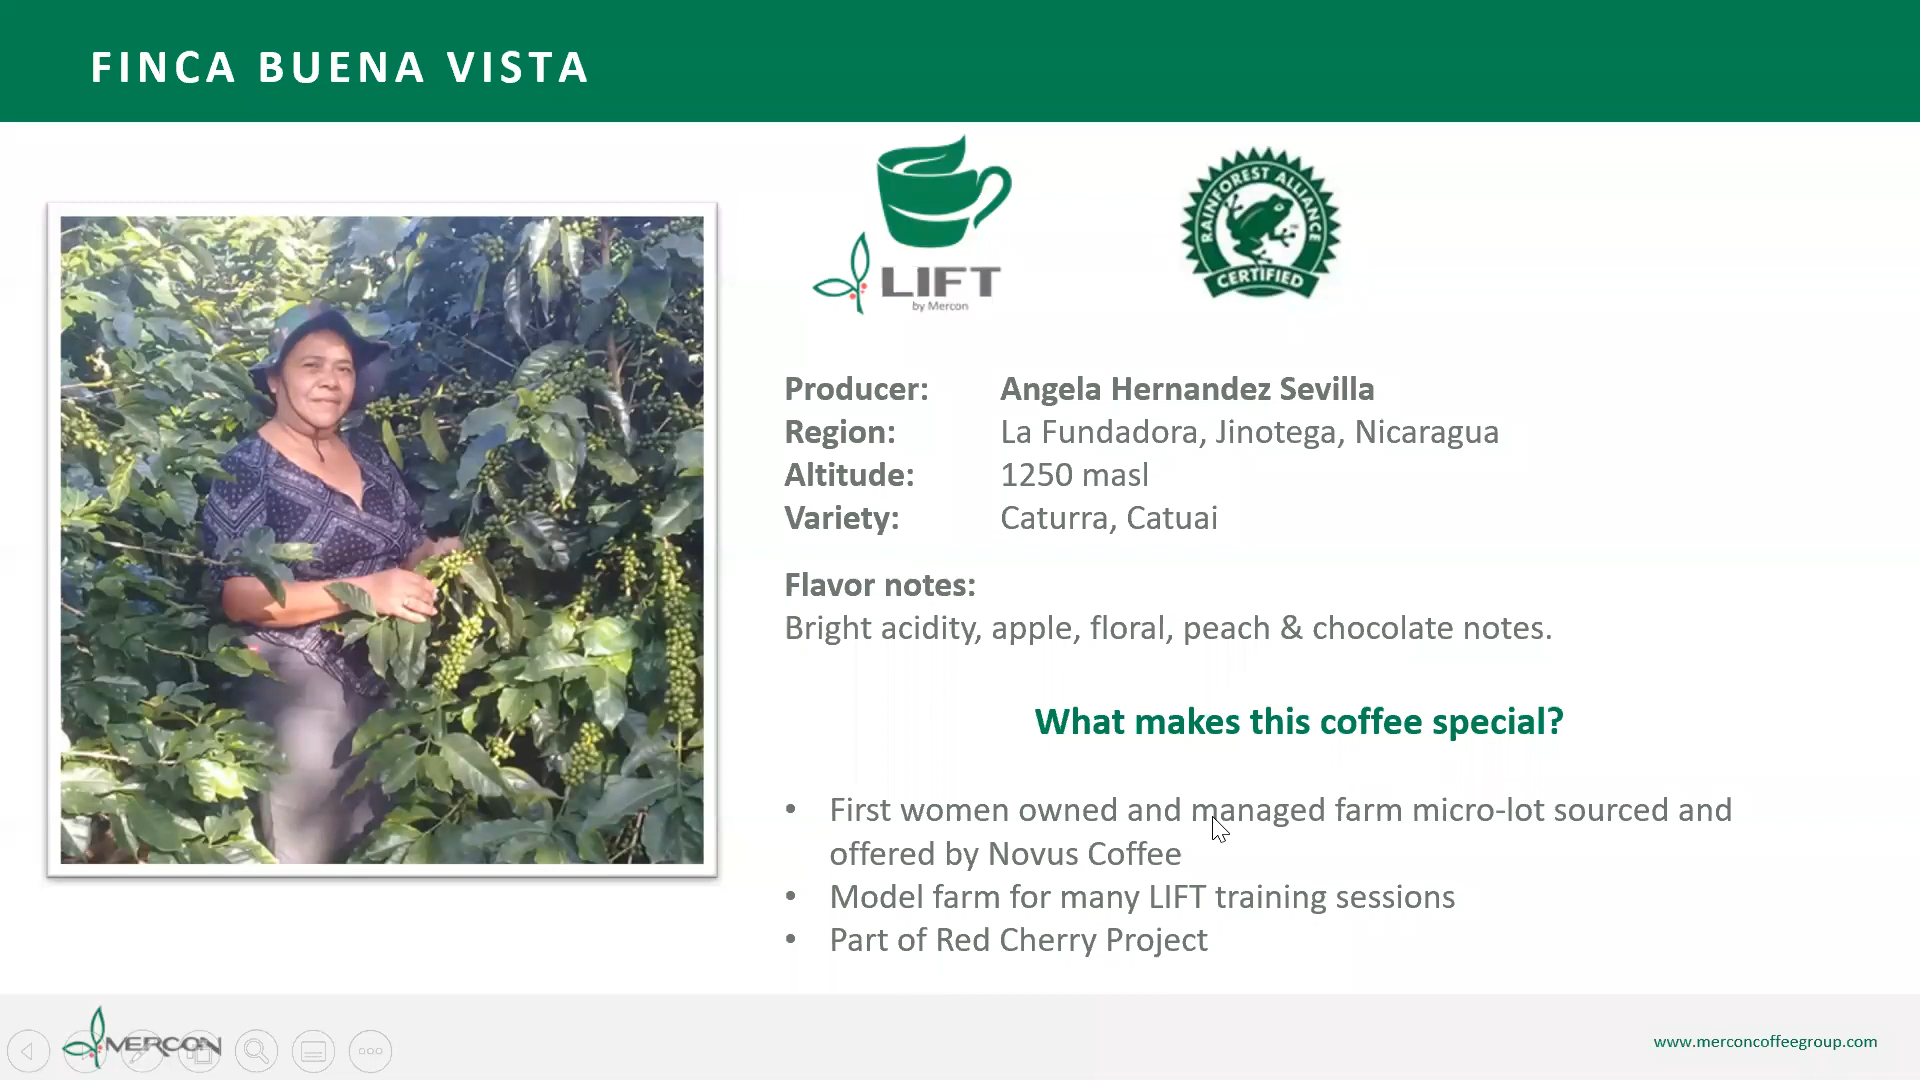 FINCA BUENA VISTA
LIFT
by Mercon
RAINFOREST ALLIANCE
CERTIFIED
Producer: Angela Hernandez Sevilla
Region: La Fundadora, Jinotega, Nicaragua
Altitude: 1250 masl
Variety: Caturra, Catuai
Flavor notes:
Bright acidity, apple, floral, peach & chocolate notes.
What makes this coffee special?
• First women owned and managed farm micro-lot sourced and
offered by Novus Coffee
• Model farm for many LIFT training sessions
• Part of Red Cherry Project
MERCON
www.merconcoffeegroup.com